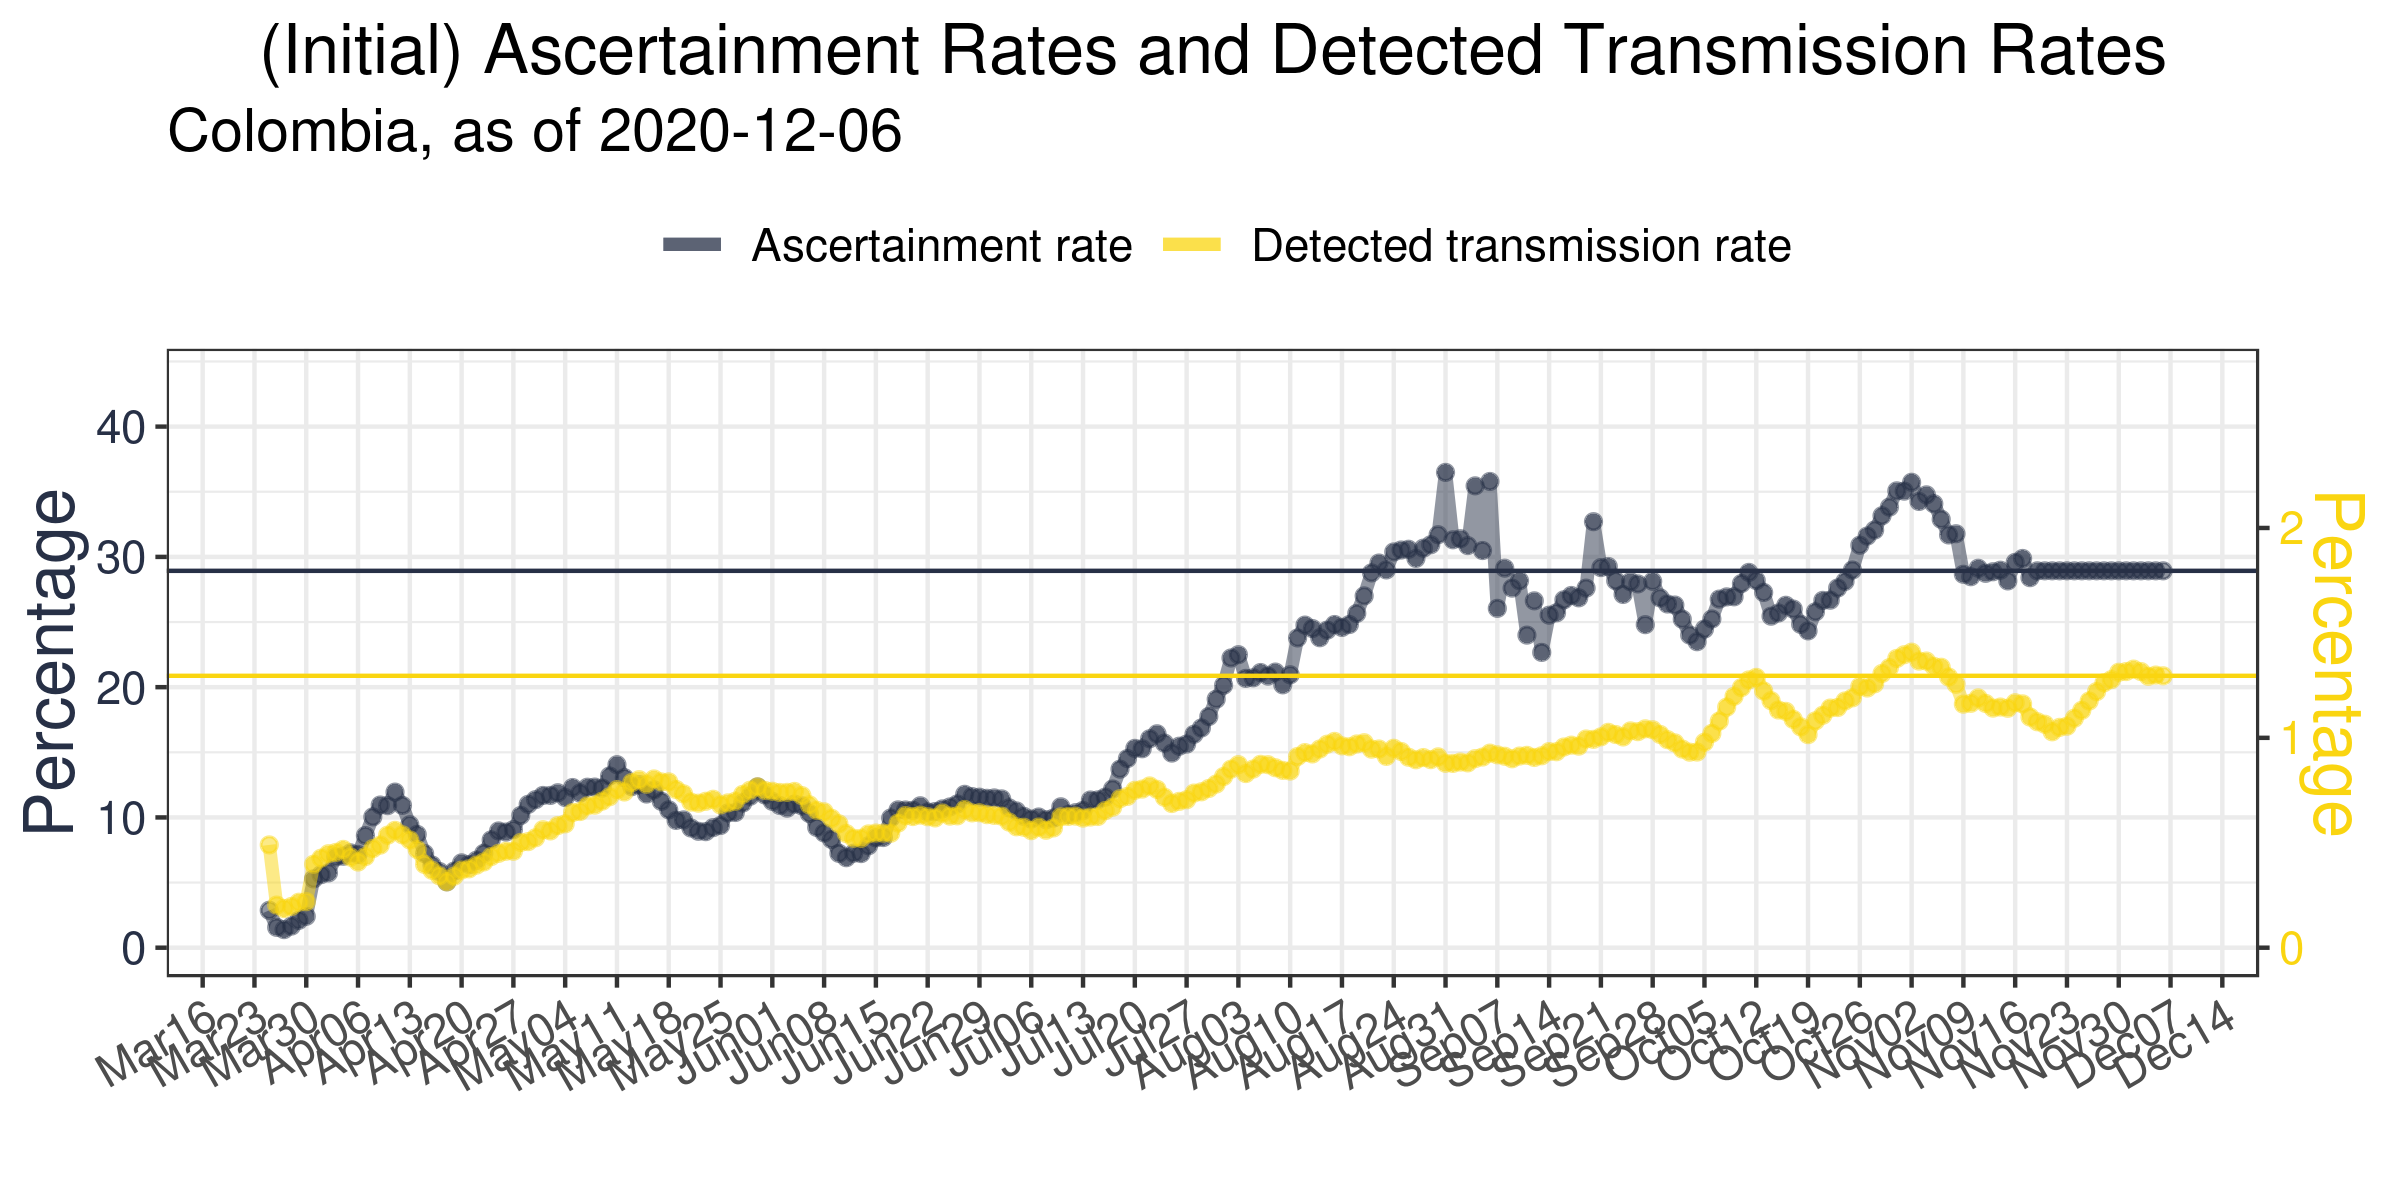 (Initial) Ascertainment Rates and Detected Transmission Rates
Colombia, as of 2020-12-06
Ascertainment rate
Detected transmission rate
Percentage
40
30
20
10
0
Percentage
2
1
0
Mar16
Mar23
Mar30
Apr06
Apr13
Apr20
Apr27
May04
May11
May18
May25
Jun01
Jun08
Jun15
Jun22
Jun29
Jul06
Jul13
Jul20
Jul27
Aug03
Aug10
Aug17
Aug24
Aug31
Sep07
Sep14
Sep21
Sep28
Oct05
Oct12
Oct19
Oct26
Nov02
Nov09
Nov16
Nov23
Nov30
Dec07
Dec14